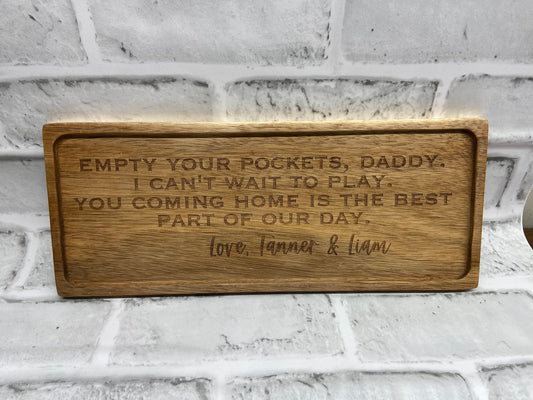 EMPTY YOUR POCKETS, DADDY.
I CAN'T WAIT TO PLAY.
YOU COMING HOME IS THE BEST
PART OF OUR DAY.
Love, Tanner & Liam